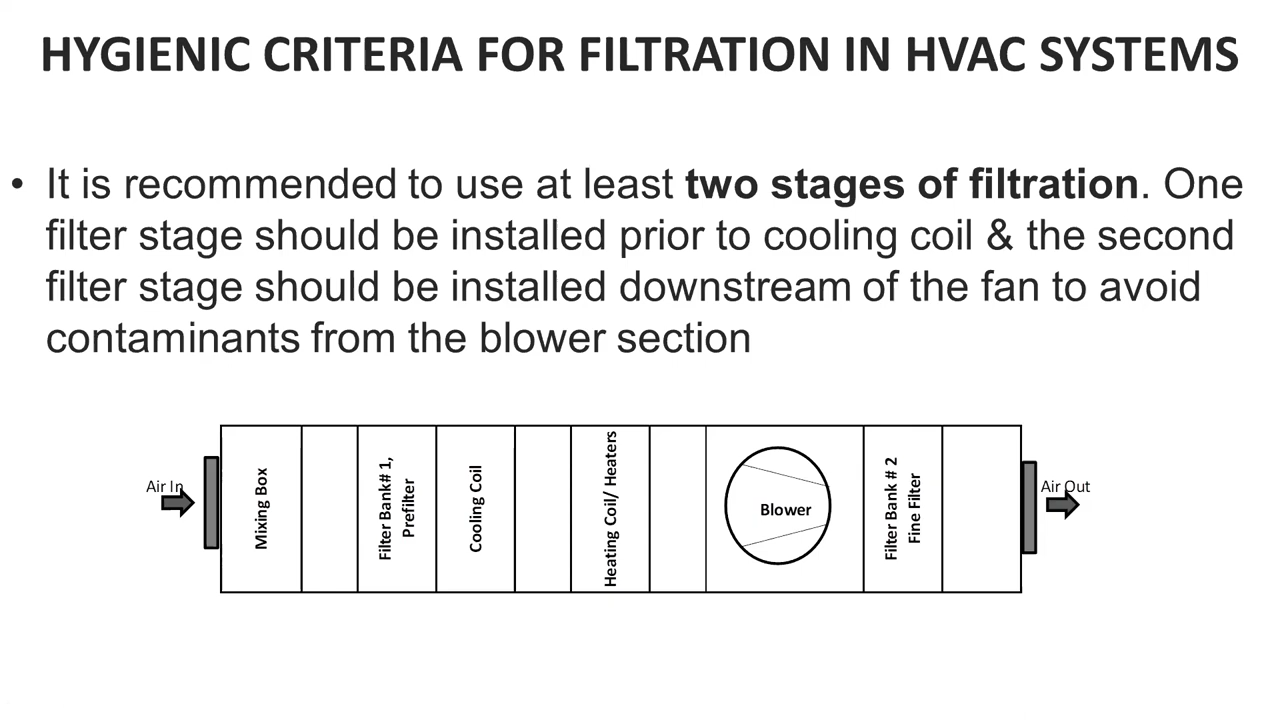 HYGIENIC CRITERIA FOR FILTRATION IN HVAC SYSTEMS
• It is recommended to use at least two stages of filtration. One
filter stage should be installed prior to cooling coil & the second
filter stage should be installed downstream of the fan to avoid
contaminants from the blower section
Air In
Mixing Box
Filter Bank# 1,
Prefilter
Cooling Coil
Heating Coil/ Heaters
Blower
Filter Bank # 2
Fine Filter
Air Out